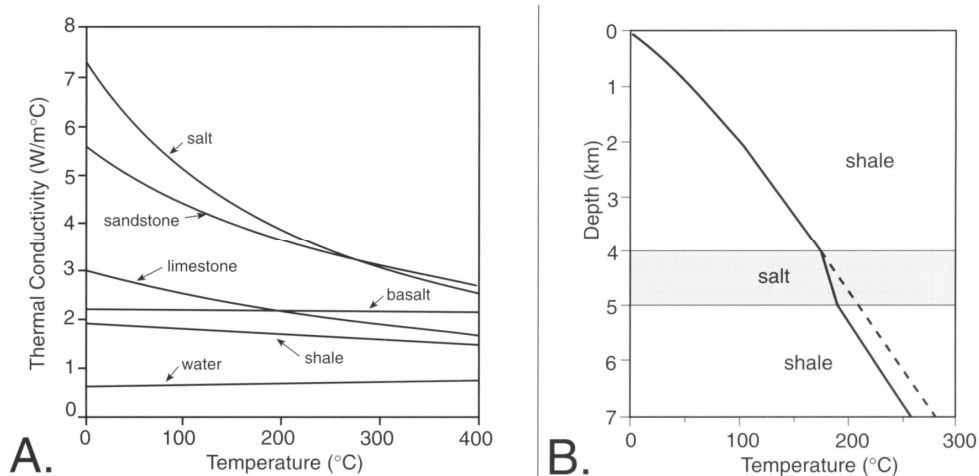 8
7
6
5
4
3
2
1
0
Thermal Conductivity (W/m°C)
salt
sandstone
limestone
basalt
shale
water
0
100
200
300
400
Temperature (°C)
A.
0
1
2
3
4
5
6
7
Depth (km)
shale
salt
shale
0
100
200
300
Temperature (°C)
B.